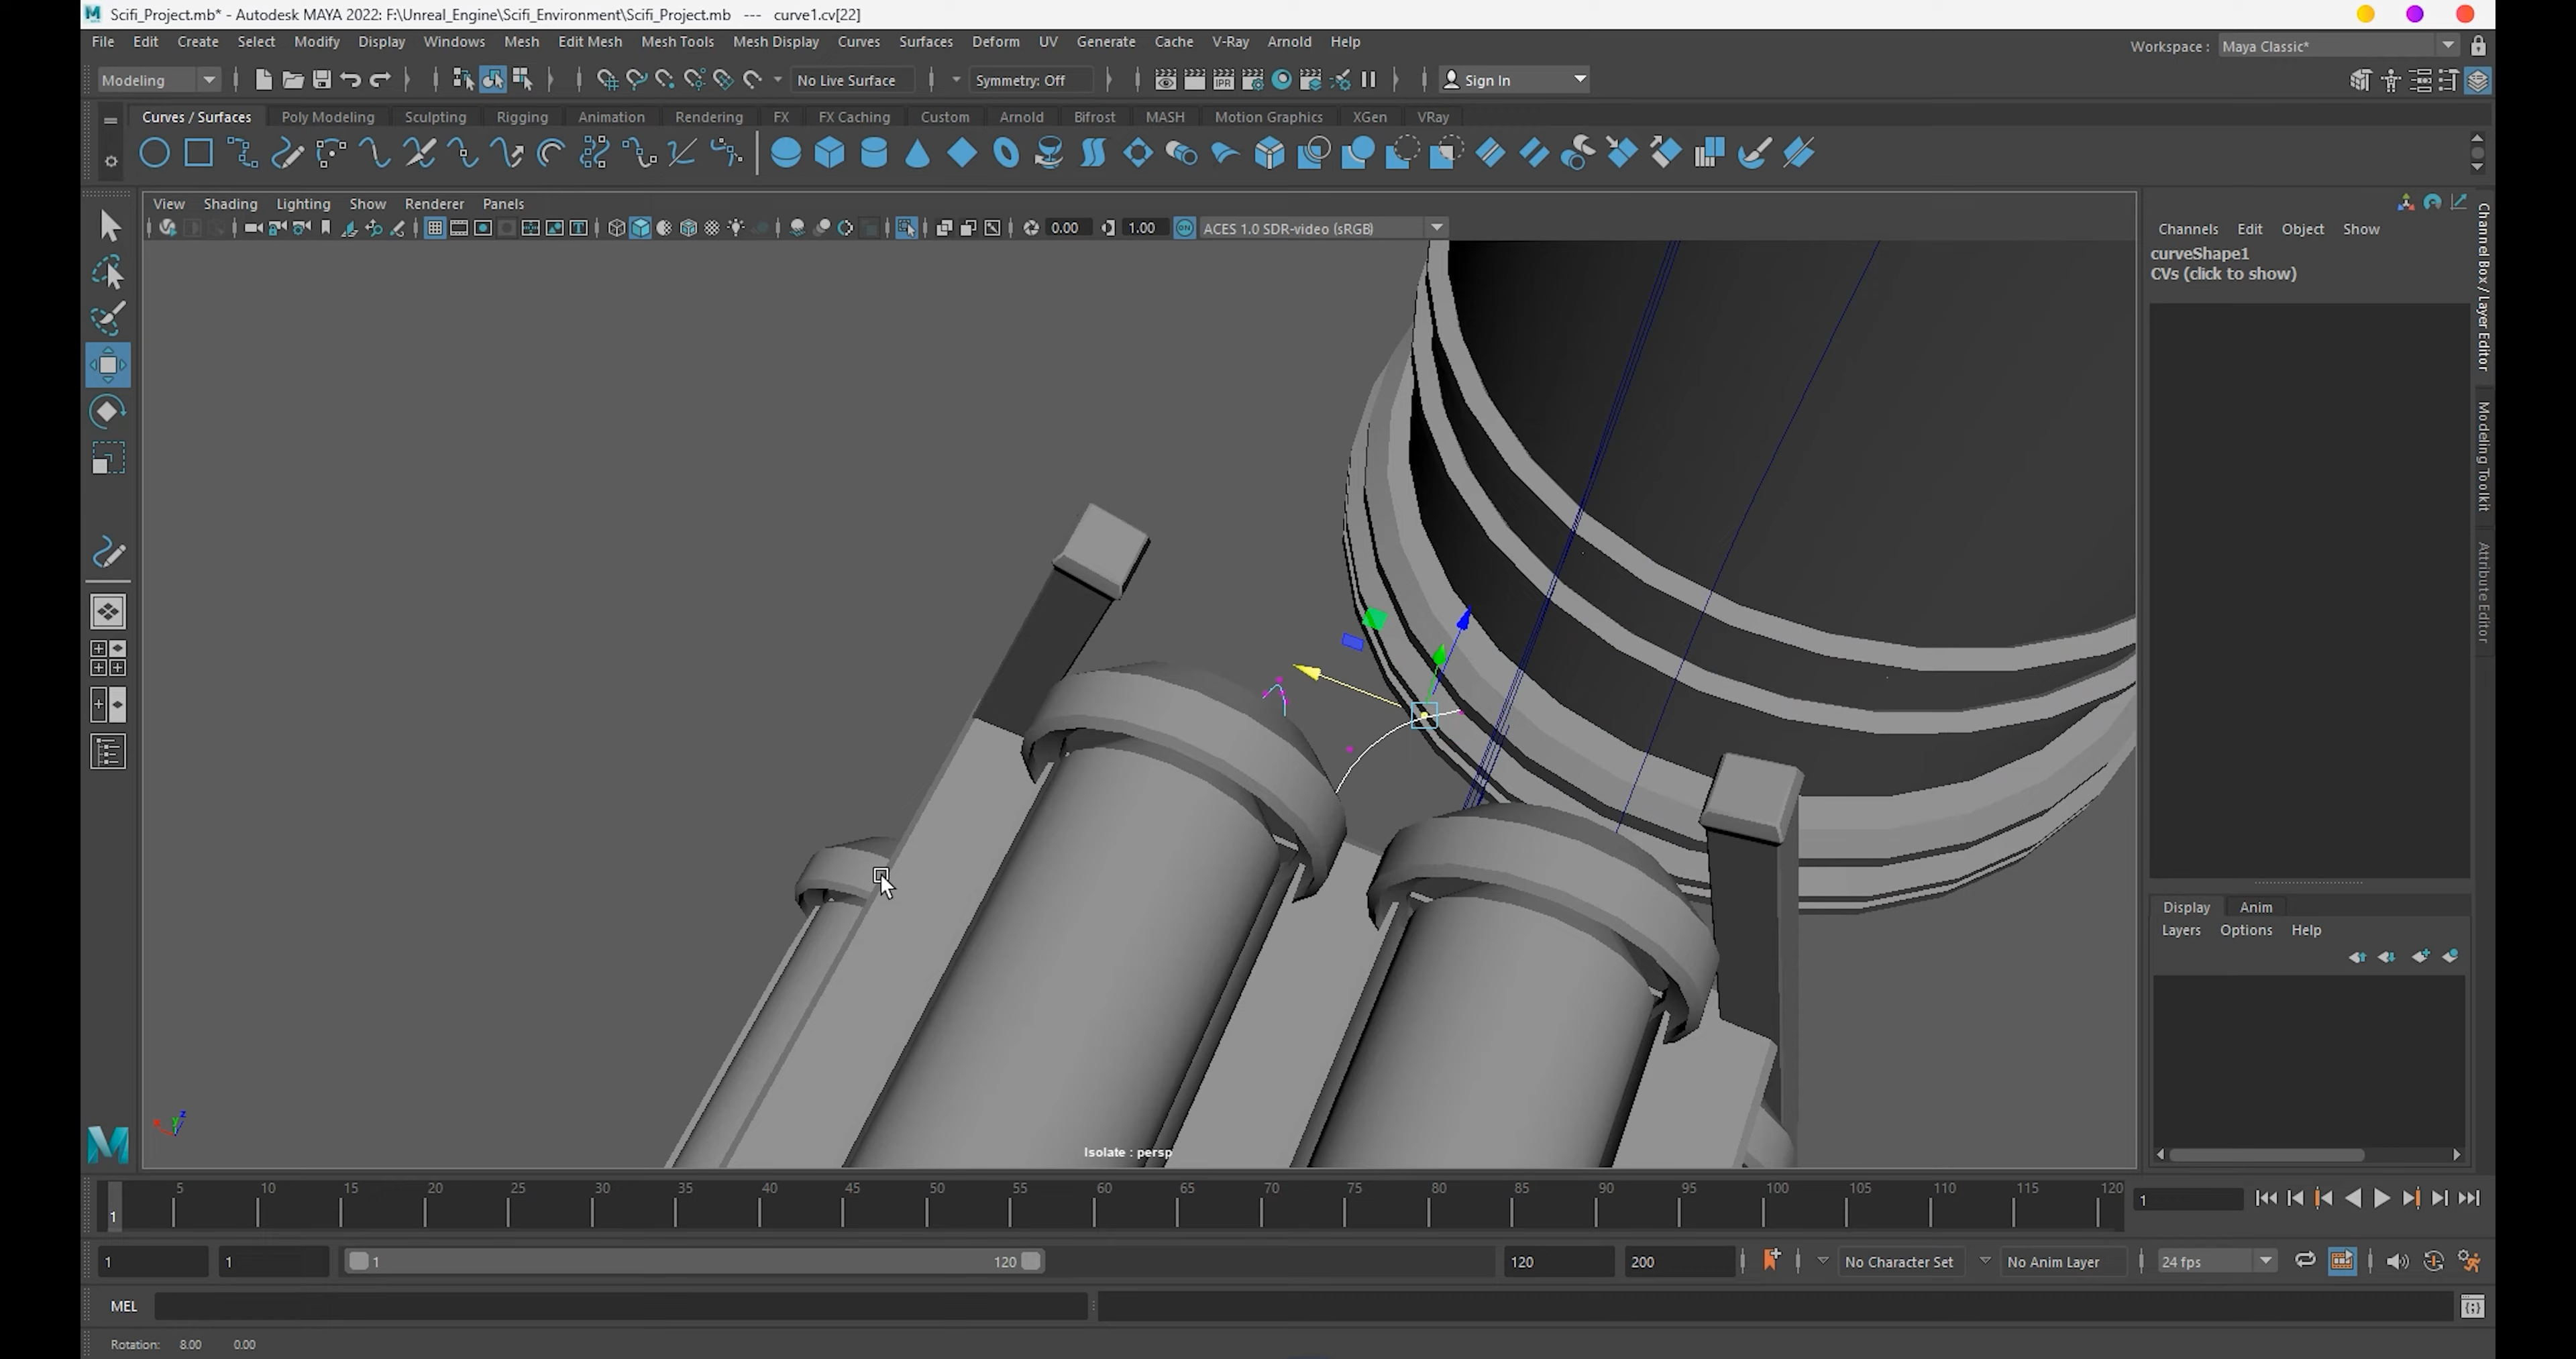 Scifi_Project.mb* - Autodesk MAYA 2022: F:\Unreal_Engine\Scifi_Environment\Scifi_Project.mb --- curve1.cv[22]
File Edit Create Select Modify Display Windows Mesh Edit Mesh Mesh Tools Mesh Display Curves Surfaces Deform UV Generate Cache V-Ray Arnold Help
Workspace : Maya Classic*
Modeling No Live Surface Symmetry: Off IPR Sign In
Curves / Surfaces Poly Modeling Sculpting Rigging Animation Rendering FX FX Caching Custom Arnold Bifrost MASH Motion Graphics XGen VRay
View Shading Lighting Show Renderer Panels
0.00 1.00 ON ACES 1.0 SDR-video (sRGB)
Channels Edit Object Show
curveShape1
CVs (click to show)
Channel Box / Layer Editor
Modeling Toolkit
Attribute Editor
Display Anim
Layers Options Help
z
y
Isolate : persp
5 10 15 20 25 30 35 40 45 50 55 60 65 70 75 80 85 90 95 100 105 110 115 120
1
1
1 1 1 120 120 200 No Character Set No Anim Layer 24 fps
MEL
Rotation: 8.00 0.00